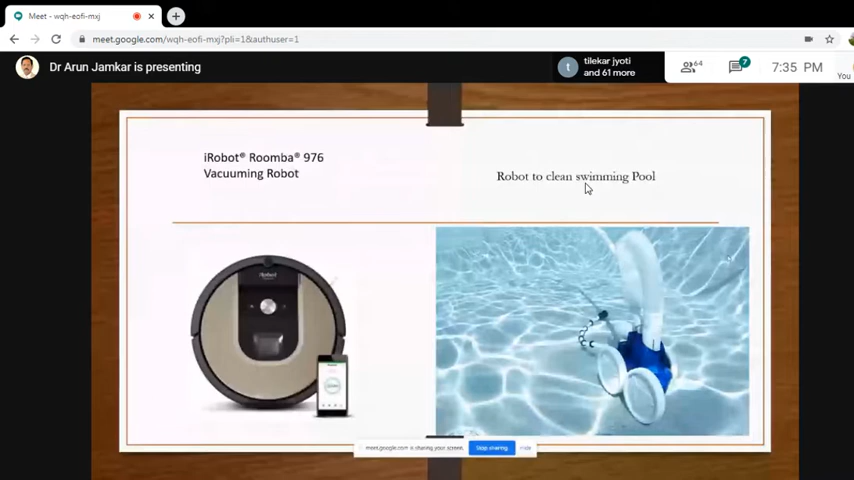 Meet - wqh-eofi-mxj
meet.google.com/wqh-eofi-mxj?pli=1&authuser=1
Dr Arun Jamkar is presenting
t
tilekar jyoti
and 61 more
64
7
7:35 PM
You
iRobot® Roomba® 976
Vacuuming Robot
Robot to clean swimming Pool
iRobot
meet.google.com is sharing your screen.
Stop sharing
Hide